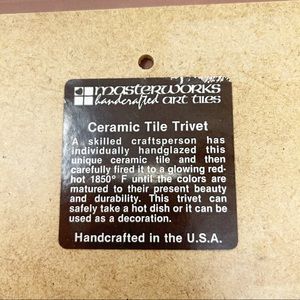 masterworks
handcrafted ART TILES
Ceramic Tile Trivet
A skilled craftsperson has
individually handglazed this
unique ceramic tile and then
carefully fired it to a glowing red-
hot 1850° F until the colors are
matured to their present beauty
and durability. This trivet can
safely take a hot dish or it can be
used as a decoration.
Handcrafted in the U.S.A.